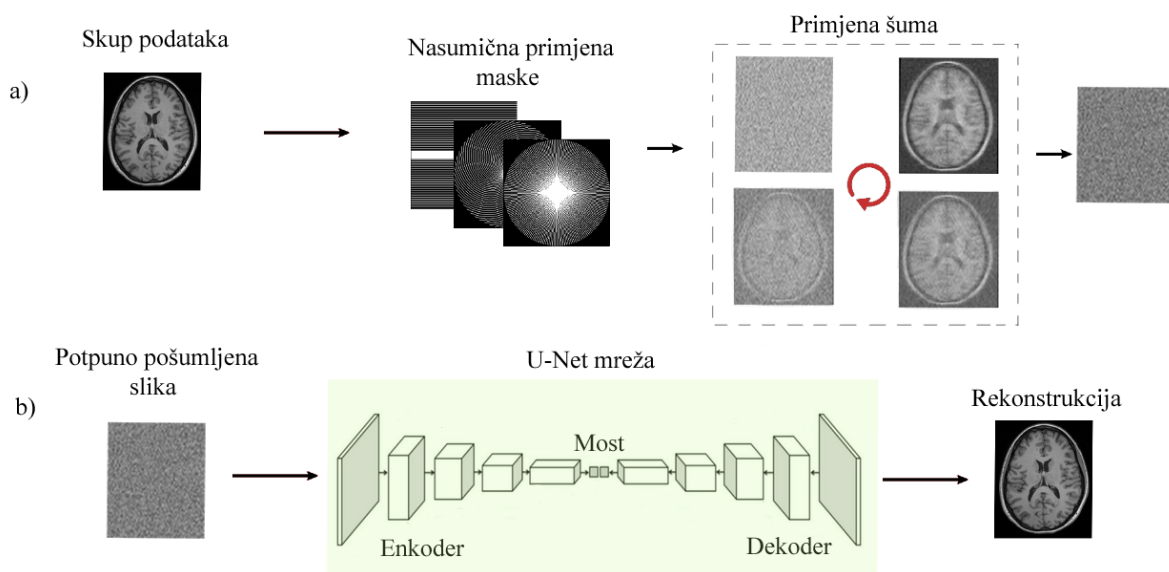 a)
Skup podataka
Nasumična primjena
maske
Primjena šuma
b)
Potpuno pošumljena
slika
U-Net mreža
Enkoder
Most
Dekoder
Rekonstrukcija